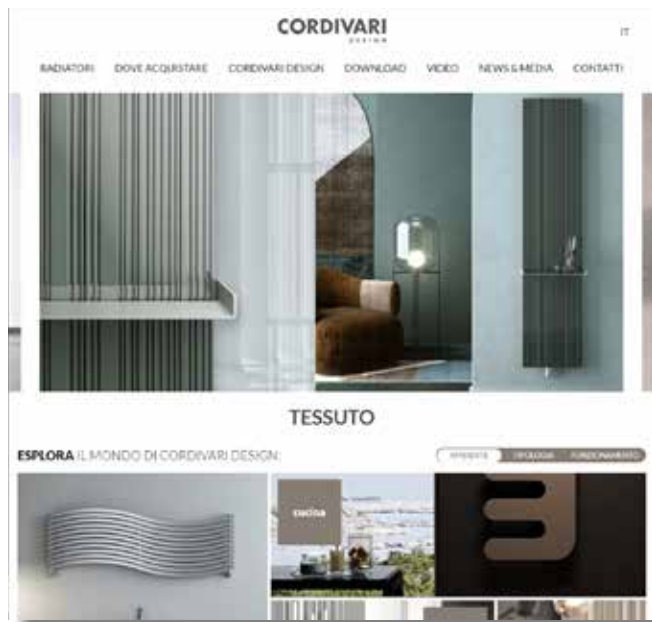 CORDIVARI
DESIGN
IT
RADIATORI DOVE ACQUISTARE CORDIVARI DESIGN DOWNLOAD VIDEO NEWS & MEDIA CONTATTI
TESSUTO
ESPLORA IL MONDO DI CORDIVARI DESIGN:
AMBIENTE TIPOLOGIA FUNZIONAMENTO
cucina